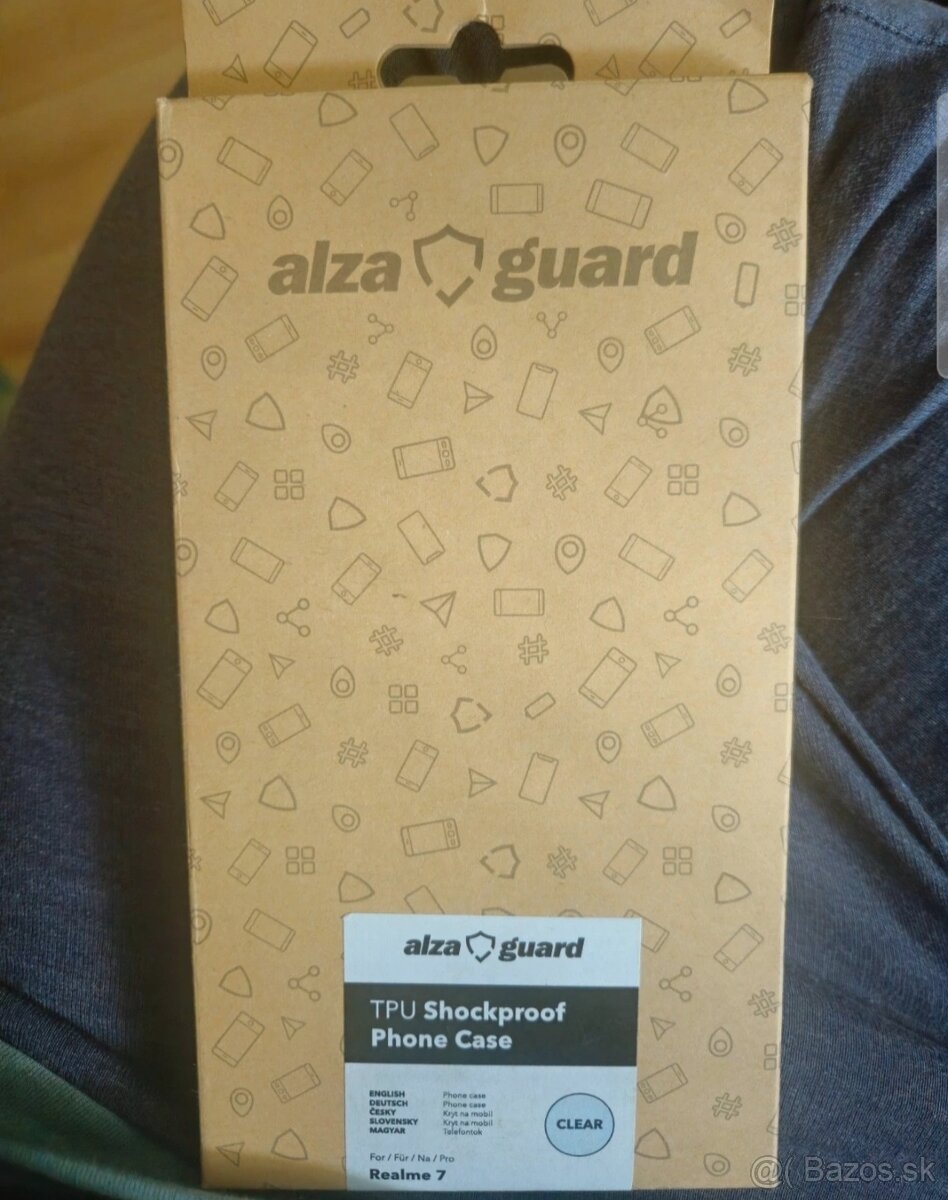 alza guard
alza guard
TPU Shockproof
Phone Case
ENGLISH Phone case
DEUTSCH Phone case
ČESKY Kryt na mobil
SLOVENSKY Kryt na mobil
MAGYAR Telefontok
CLEAR
For / Für / Na / Pro
Realme 7
@( Bazos.sk